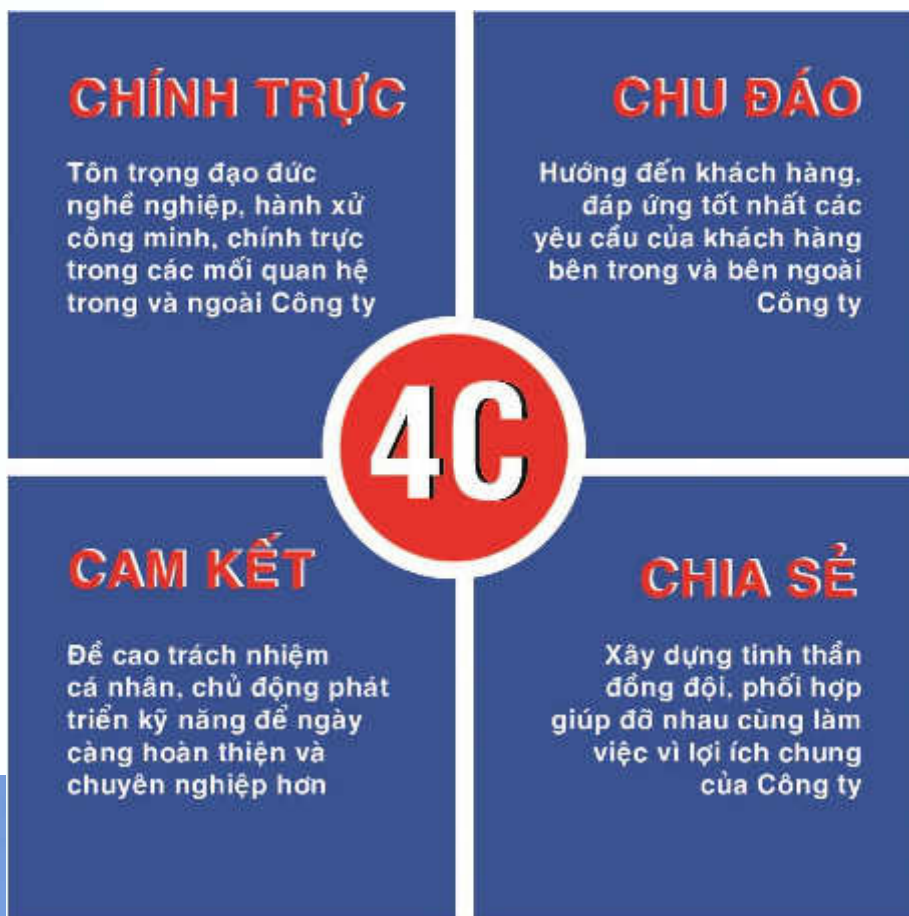 CHÍNH TRỰC
Tôn trọng đạo đức
nghề nghiệp, hành xử
công minh, chính trực
trong các mối quan hệ
trong và ngoài Công ty
CHU ĐÁO
Hướng đến khách hàng,
đáp ứng tốt nhất các
yêu cầu của khách hàng
bên trong và bên ngoài
Công ty
4C
CAM KẾT
Đề cao trách nhiệm
cá nhân, chủ động phát
triển kỹ năng để ngày
càng hoàn thiện và
chuyên nghiệp hơn
CHIA SẺ
Xây dựng tinh thần
đồng đội, phối hợp
giúp đỡ nhau cùng làm
việc vì lợi ích chung
của Công ty